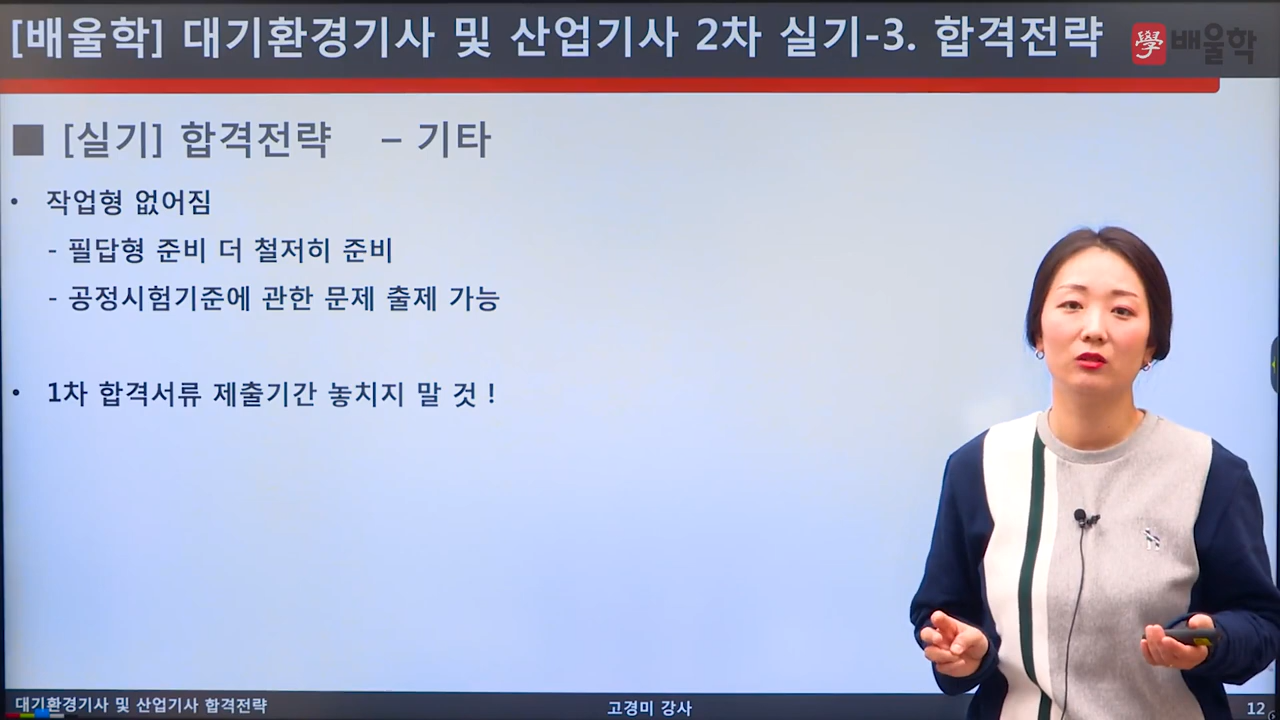 [배울학] 대기환경기사 및 산업기사 2차 실기-3. 합격전략
學 배울학
■ [실기] 합격전략 – 기타
• 작업형 없어짐
- 필답형 준비 더 철저히 준비
- 공정시험기준에 관한 문제 출제 가능
• 1차 합격서류 제출기간 놓치지 말 것 !
대기환경기사 및 산업기사 합격전략
고경미 강사
12